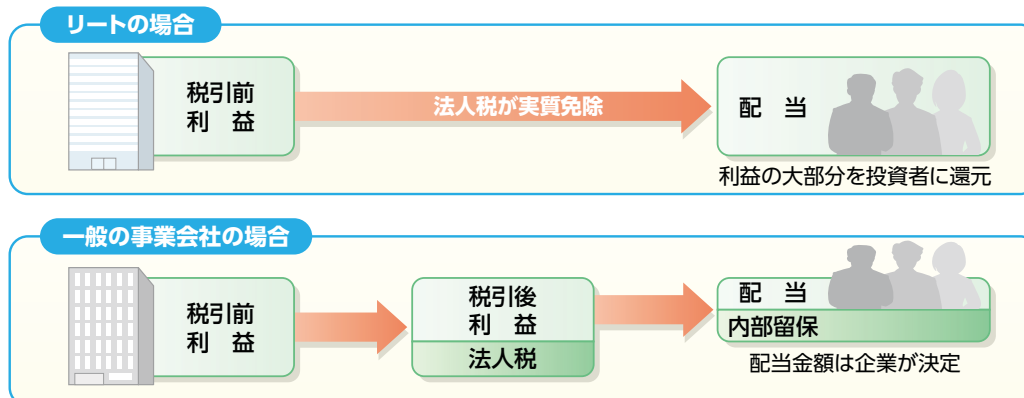 リートの場合
税引前
利　益
法人税が実質免除
配　当
利益の大部分を投資者に還元
一般の事業会社の場合
税引前
利　益
税引後
利　益
法人税
配　当
内部留保
配当金額は企業が決定